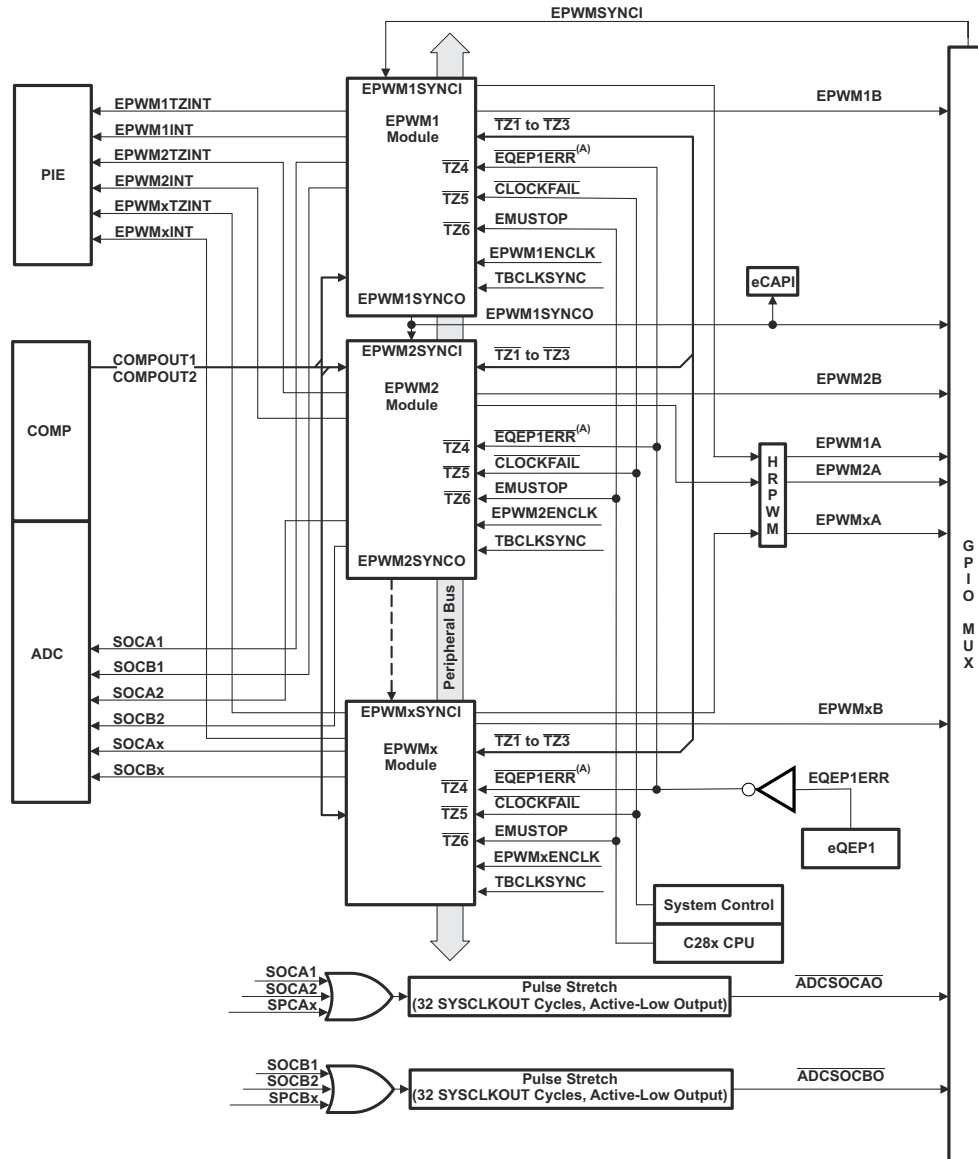 EPWMSYNCI
EPWM1SYNCI
EPWM1
Module
EPWM1TZINT
EPWM1INT
EPWM2TZINT
EPWM2INT
EPWMxTZINT
EPWMxINT
PIE
EPWM1B
TZ1 to TZ3
TZ4
EQEP1ERR(A)
TZ5
CLOCKFAIL
TZ6
EMUSTOP
EPWM1ENCLK
TBCLKSYNC
EPWM1SYNCO
eCAPI
EPWM1SYNCO
COMPOUT1
COMPOUT2
COMP
EPWM2SYNCI
EPWM2
Module
TZ1 to TZ3
EPWM2B
TZ4
EQEP1ERR(A)
TZ5
CLOCKFAIL
TZ6
EMUSTOP
EPWM2ENCLK
TBCLKSYNC
EPWM2SYNCO
HRPWM
EPWM1A
EPWM2A
EPWMxA
GPIO MUX
Peripheral Bus
ADC
SOCA1
SOCB1
SOCA2
SOCB2
SOCAx
SOCBx
EPWMxSYNCI
EPWMx
Module
EPWMxB
TZ1 to TZ3
TZ4
EQEP1ERR(A)
TZ5
CLOCKFAIL
TZ6
EMUSTOP
EPWMxENCLK
TBCLKSYNC
EQEP1ERR
eQEP1
System Control
C28x CPU
SOCA1
SOCA2
SPCAx
Pulse Stretch
(32 SYSCLKOUT Cycles, Active-Low Output)
ADCSOCAO
SOCB1
SOCB2
SPCBx
Pulse Stretch
(32 SYSCLKOUT Cycles, Active-Low Output)
ADCSOCBO